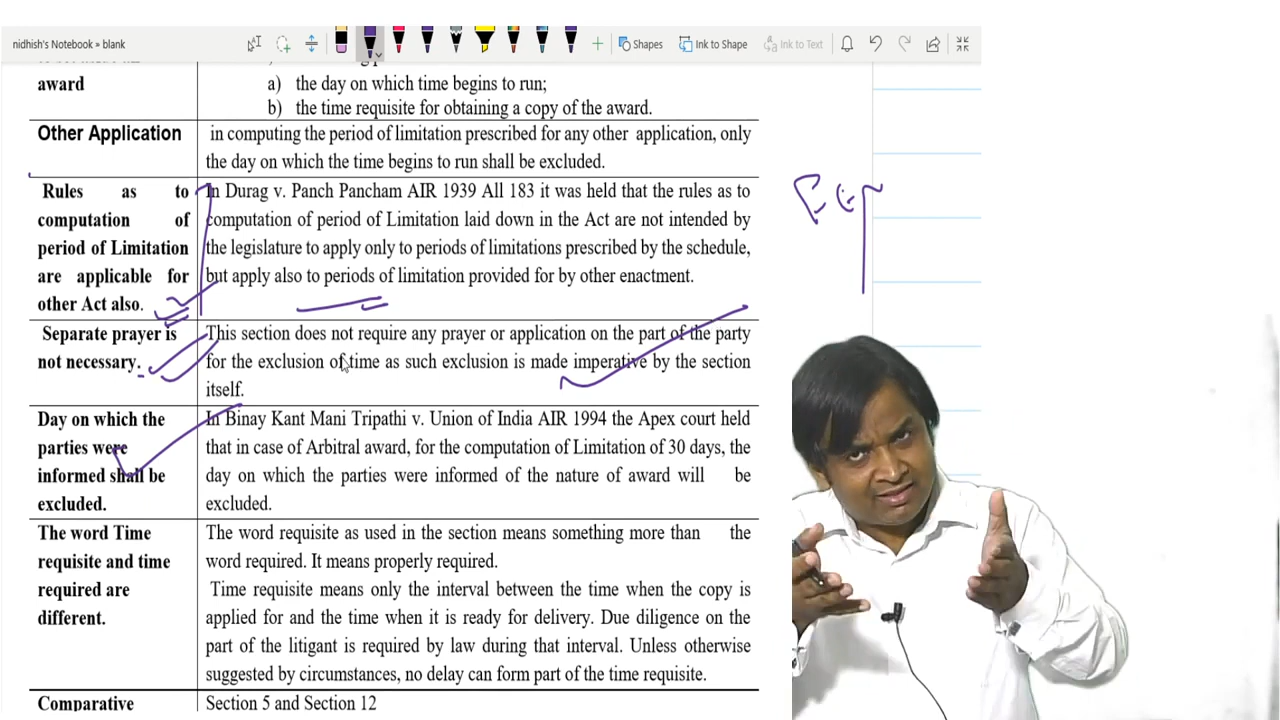 nidhish's Notebook » blank
Shapes
Ink to Shape
Ink to Text
award
a) the day on which time begins to run;
b) the time requisite for obtaining a copy of the award.
Other Application
in computing the period of limitation prescribed for any other application, only
the day on which the time begins to run shall be excluded.
Rules as to
computation of
period of Limitation
are applicable for
other Act also.
In Durag v. Panch Pancham AIR 1939 All 183 it was held that the rules as to
computation of period of Limitation laid down in the Act are not intended by
the legislature to apply only to periods of limitations prescribed by the schedule,
but apply also to periods of limitation provided for by other enactment.
Separate prayer is
not necessary.
This section does not require any prayer or application on the part of the party
for the exclusion of time as such exclusion is made imperative by the section
itself.
Day on which the
parties were
informed shall be
excluded.
In Binay Kant Mani Tripathi v. Union of India AIR 1994 the Apex court held
that in case of Arbitral award, for the computation of Limitation of 30 days, the
day on which the parties were informed of the nature of award will be
excluded.
The word Time
requisite and time
required are
different.
The word requisite as used in the section means something more than the
word required. It means properly required.
Time requisite means only the interval between the time when the copy is
applied for and the time when it is ready for delivery. Due diligence on the
part of the litigant is required by law during that interval. Unless otherwise
suggested by circumstances, no delay can form part of the time requisite.
Comparative
Section 5 and Section 12